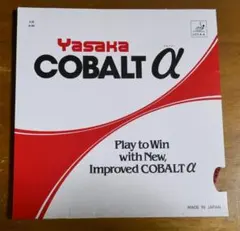 Yasaka
COBALT α
Play to Win
with New,
Improved COBALT α
MADE IN JAPAN